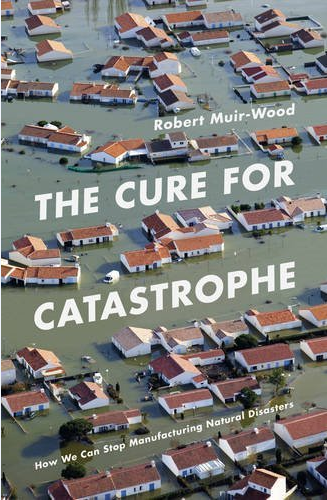 Robert Muir-Wood
THE CURE FOR
CATASTROPHE
How We Can Stop Manufacturing Natural Disasters